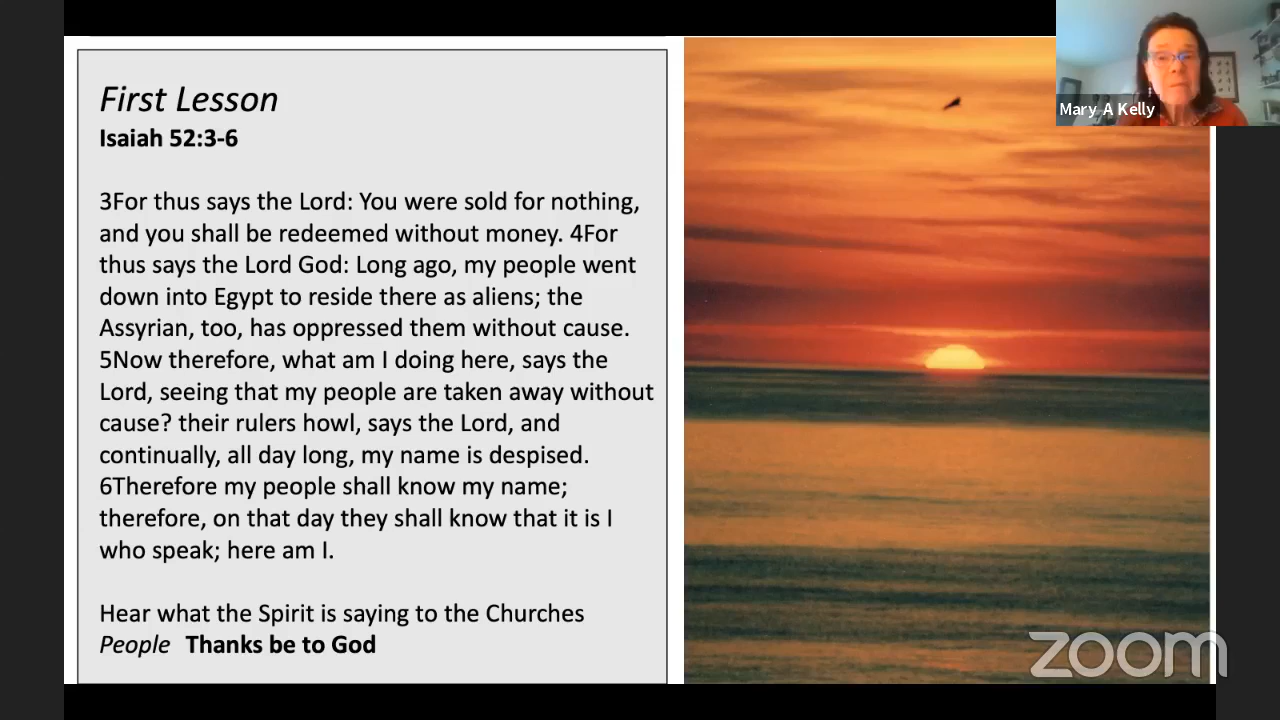 First Lesson
Isaiah 52:3-6
3For thus says the Lord: You were sold for nothing,
and you shall be redeemed without money. 4For
thus says the Lord God: Long ago, my people went
down into Egypt to reside there as aliens; the
Assyrian, too, has oppressed them without cause.
5Now therefore, what am I doing here, says the
Lord, seeing that my people are taken away without
cause? their rulers howl, says the Lord, and
continually, all day long, my name is despised.
6Therefore my people shall know my name;
therefore, on that day they shall know that it is I
who speak; here am I.
Hear what the Spirit is saying to the Churches
People Thanks be to God
Mary A Kelly
zoom